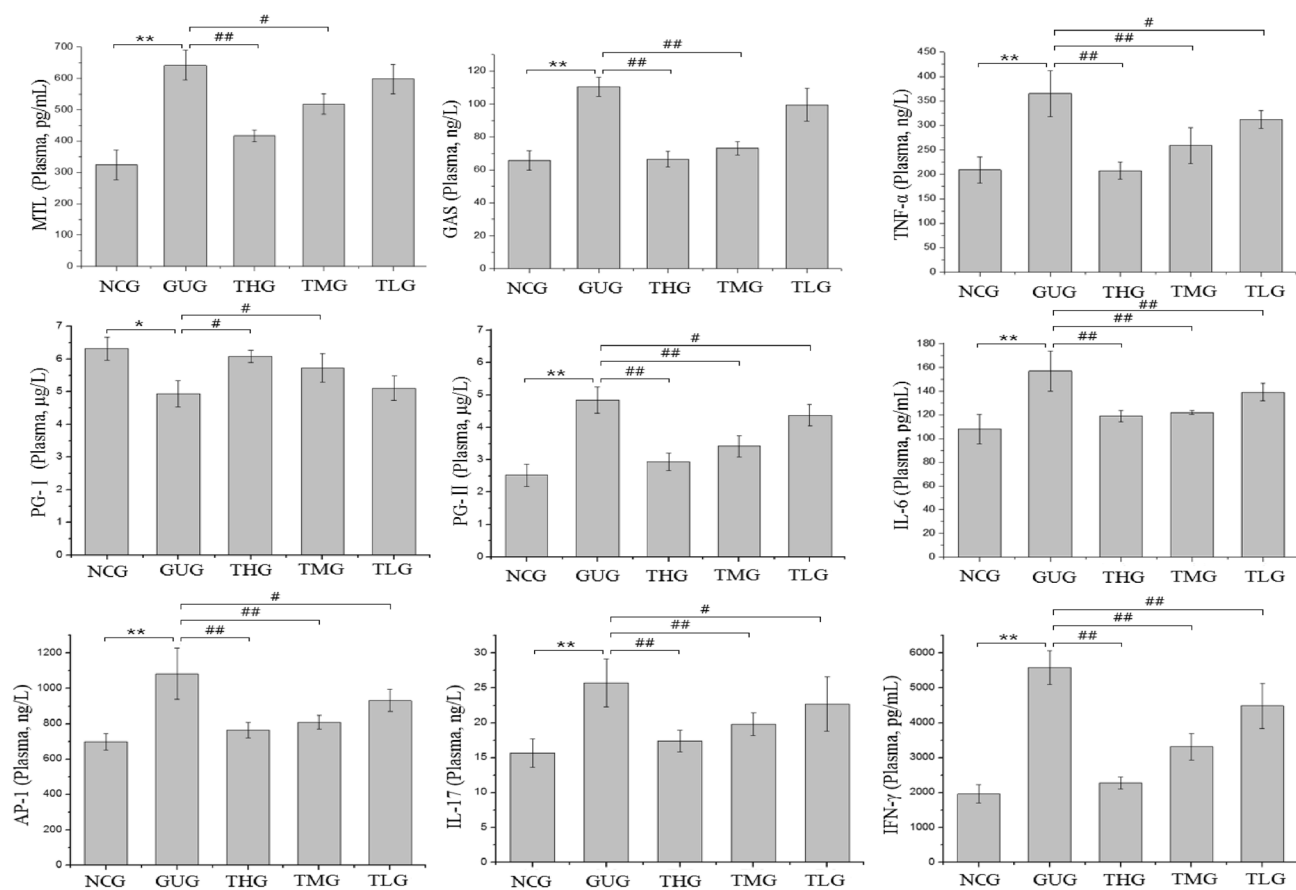 MTL (Plasma, pg/mL)
700
600
500
400
300
200
100
0
** ## #
NCG GUG THG TMG TLG
GAS (Plasma, ng/L)
120
100
80
60
40
20
0
** ## ##
NCG GUG THG TMG TLG
TNF-α (Plasma, ng/L)
450
400
350
300
250
200
150
100
50
0
** ## ## #
NCG GUG THG TMG TLG
PG-Ⅰ (Plasma, μg/L)
7
6
5
4
3
2
1
0
* # #
NCG GUG THG TMG TLG
PG-II (Plasma, μg/L)
7
6
5
4
3
2
1
0
** ## ## #
NCG GUG THG TMG TLG
IL-6 (Plasma, pg/mL)
180
160
140
120
100
80
60
40
20
0
** ## ## ##
NCG GUG THG TMG TLG
AP-1 (Plasma, ng/L)
1200
1000
800
600
400
200
0
** ## ## #
NCG GUG THG TMG TLG
IL-17 (Plasma, ng/L)
30
25
20
15
10
5
0
** ## ## #
NCG GUG THG TMG TLG
IFN-γ (Plasma, pg/mL)
6000
5000
4000
3000
2000
1000
0
** ## ## ##
NCG GUG THG TMG TLG